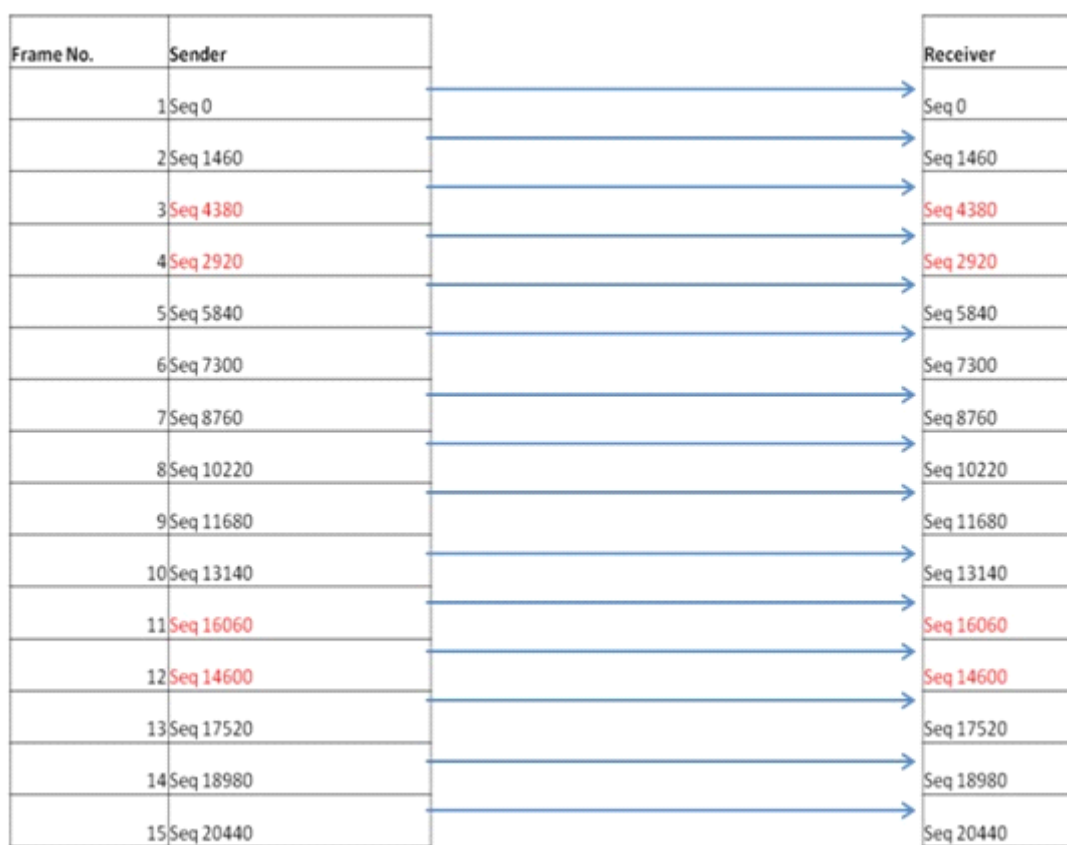 Frame No. Sender Receiver
1 Seq 0 Seq 0
2 Seq 1460 Seq 1460
3 Seq 4380 Seq 4380
4 Seq 2920 Seq 2920
5 Seq 5840 Seq 5840
6 Seq 7300 Seq 7300
7 Seq 8760 Seq 8760
8 Seq 10220 Seq 10220
9 Seq 11680 Seq 11680
10 Seq 13140 Seq 13140
11 Seq 16060 Seq 16060
12 Seq 14600 Seq 14600
13 Seq 17520 Seq 17520
14 Seq 18980 Seq 18980
15 Seq 20440 Seq 20440